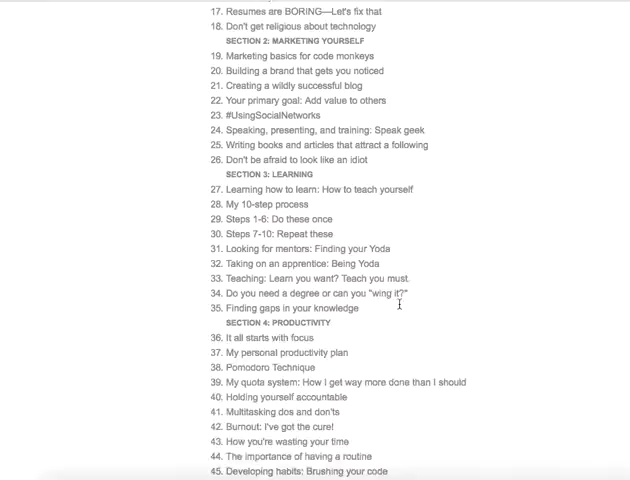 17. Resumes are BORING—Let's fix that
18. Don't get religious about technology
SECTION 2: MARKETING YOURSELF
19. Marketing basics for code monkeys
20. Building a brand that gets you noticed
21. Creating a wildly successful blog
22. Your primary goal: Add value to others
23. #UsingSocialNetworks
24. Speaking, presenting, and training: Speak geek
25. Writing books and articles that attract a following
26. Don't be afraid to look like an idiot
SECTION 3: LEARNING
27. Learning how to learn: How to teach yourself
28. My 10-step process
29. Steps 1-6: Do these once
30. Steps 7-10: Repeat these
31. Looking for mentors: Finding your Yoda
32. Taking on an apprentice: Being Yoda
33. Teaching: Learn you want? Teach you must.
34. Do you need a degree or can you "wing it?"
35. Finding gaps in your knowledge
SECTION 4: PRODUCTIVITY
36. It all starts with focus
37. My personal productivity plan
38. Pomodoro Technique
39. My quota system: How I get way more done than I should
40. Holding yourself accountable
41. Multitasking dos and don'ts
42. Burnout: I've got the cure!
43. How you're wasting your time
44. The importance of having a routine
45. Developing habits: Brushing your code